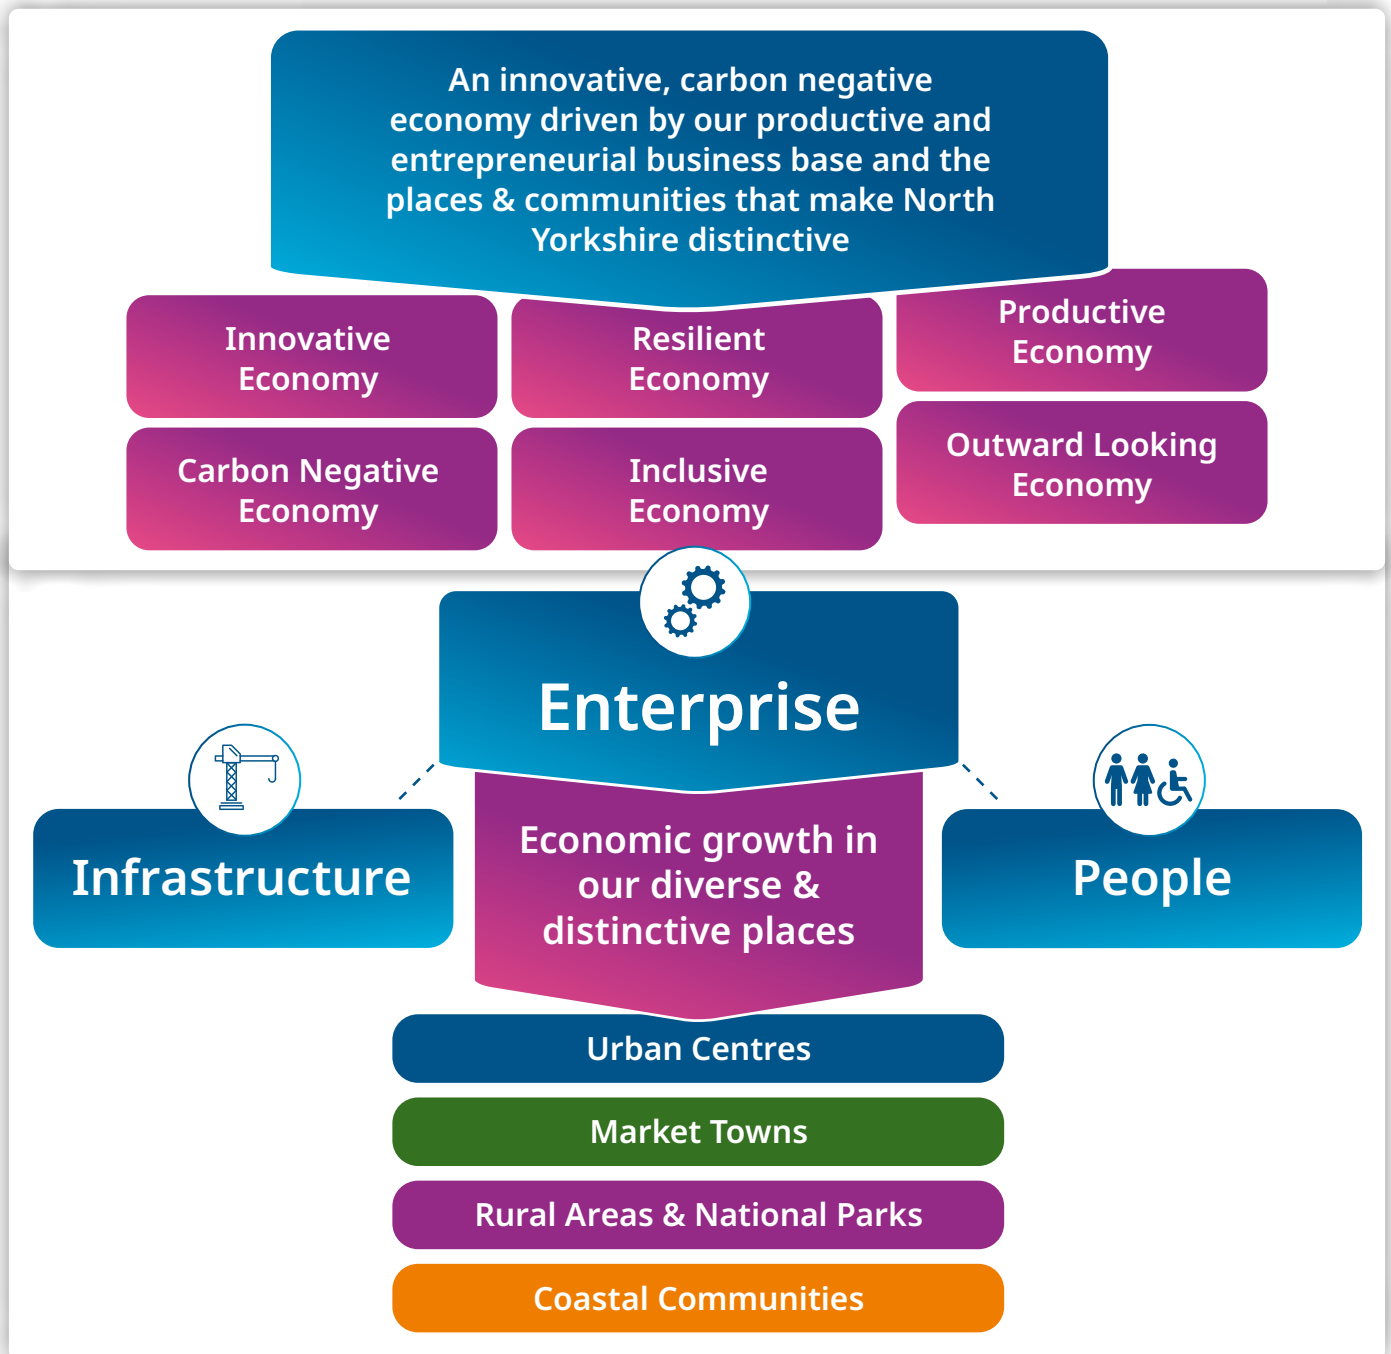 An innovative, carbon negative
economy driven by our productive and
entrepreneurial business base and the
places & communities that make North
Yorkshire distinctive
Innovative
Economy
Resilient
Economy
Productive
Economy
Carbon Negative
Economy
Inclusive
Economy
Outward Looking
Economy
Enterprise
Infrastructure
Economic growth in
our diverse &
distinctive places
People
Urban Centres
Market Towns
Rural Areas & National Parks
Coastal Communities